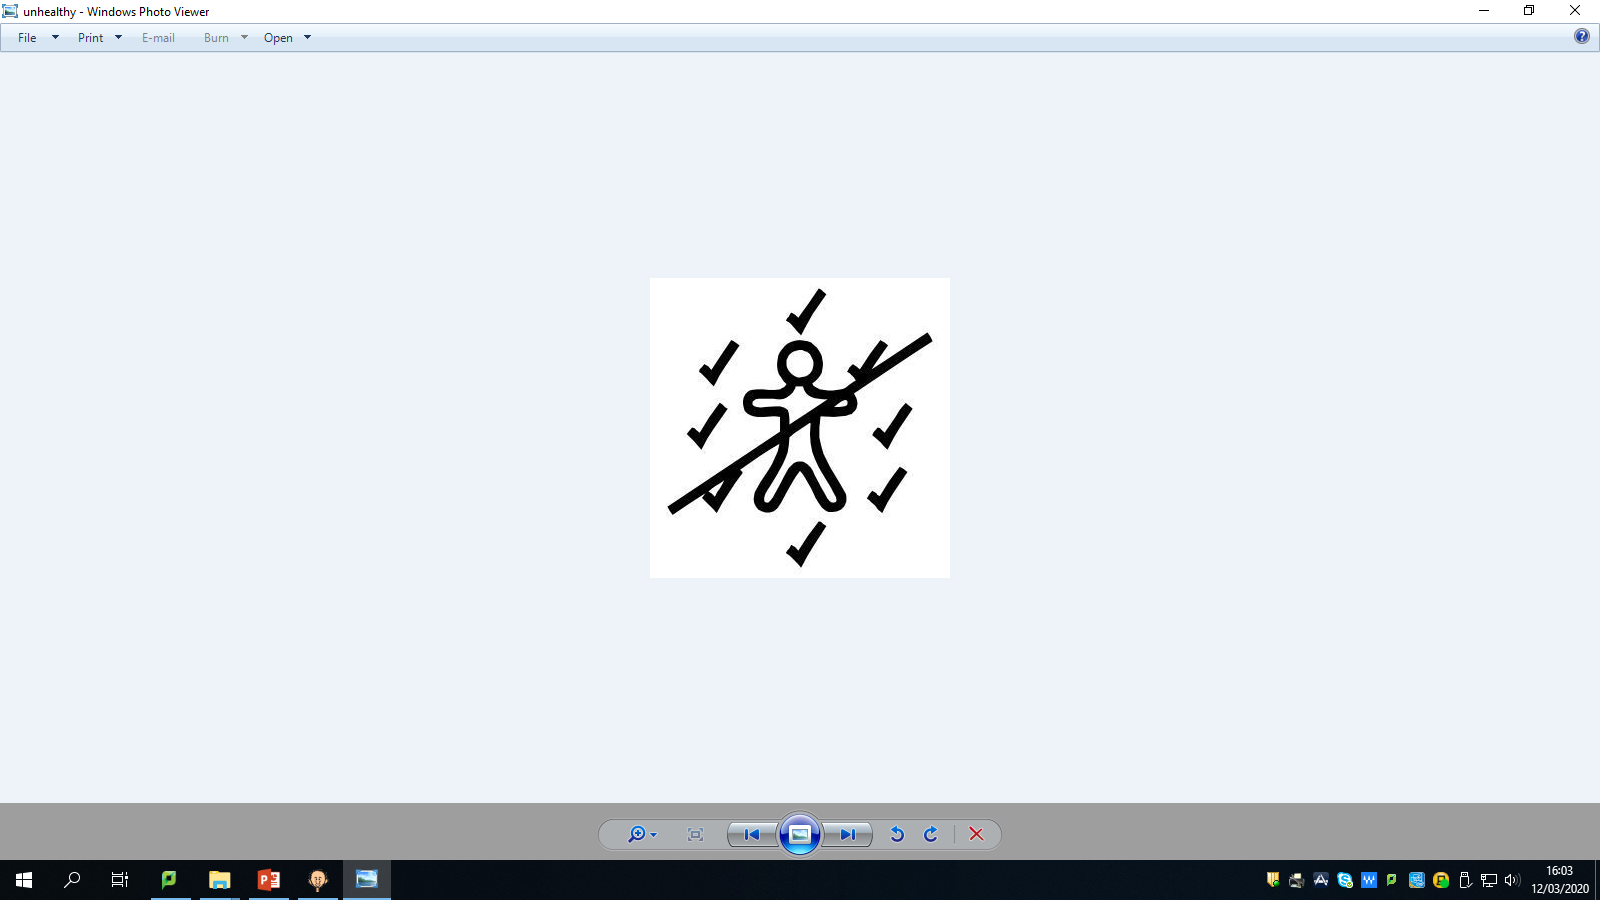 unhealthy - Windows Photo Viewer
File Print E-mail Burn Open
16:03
12/03/2020